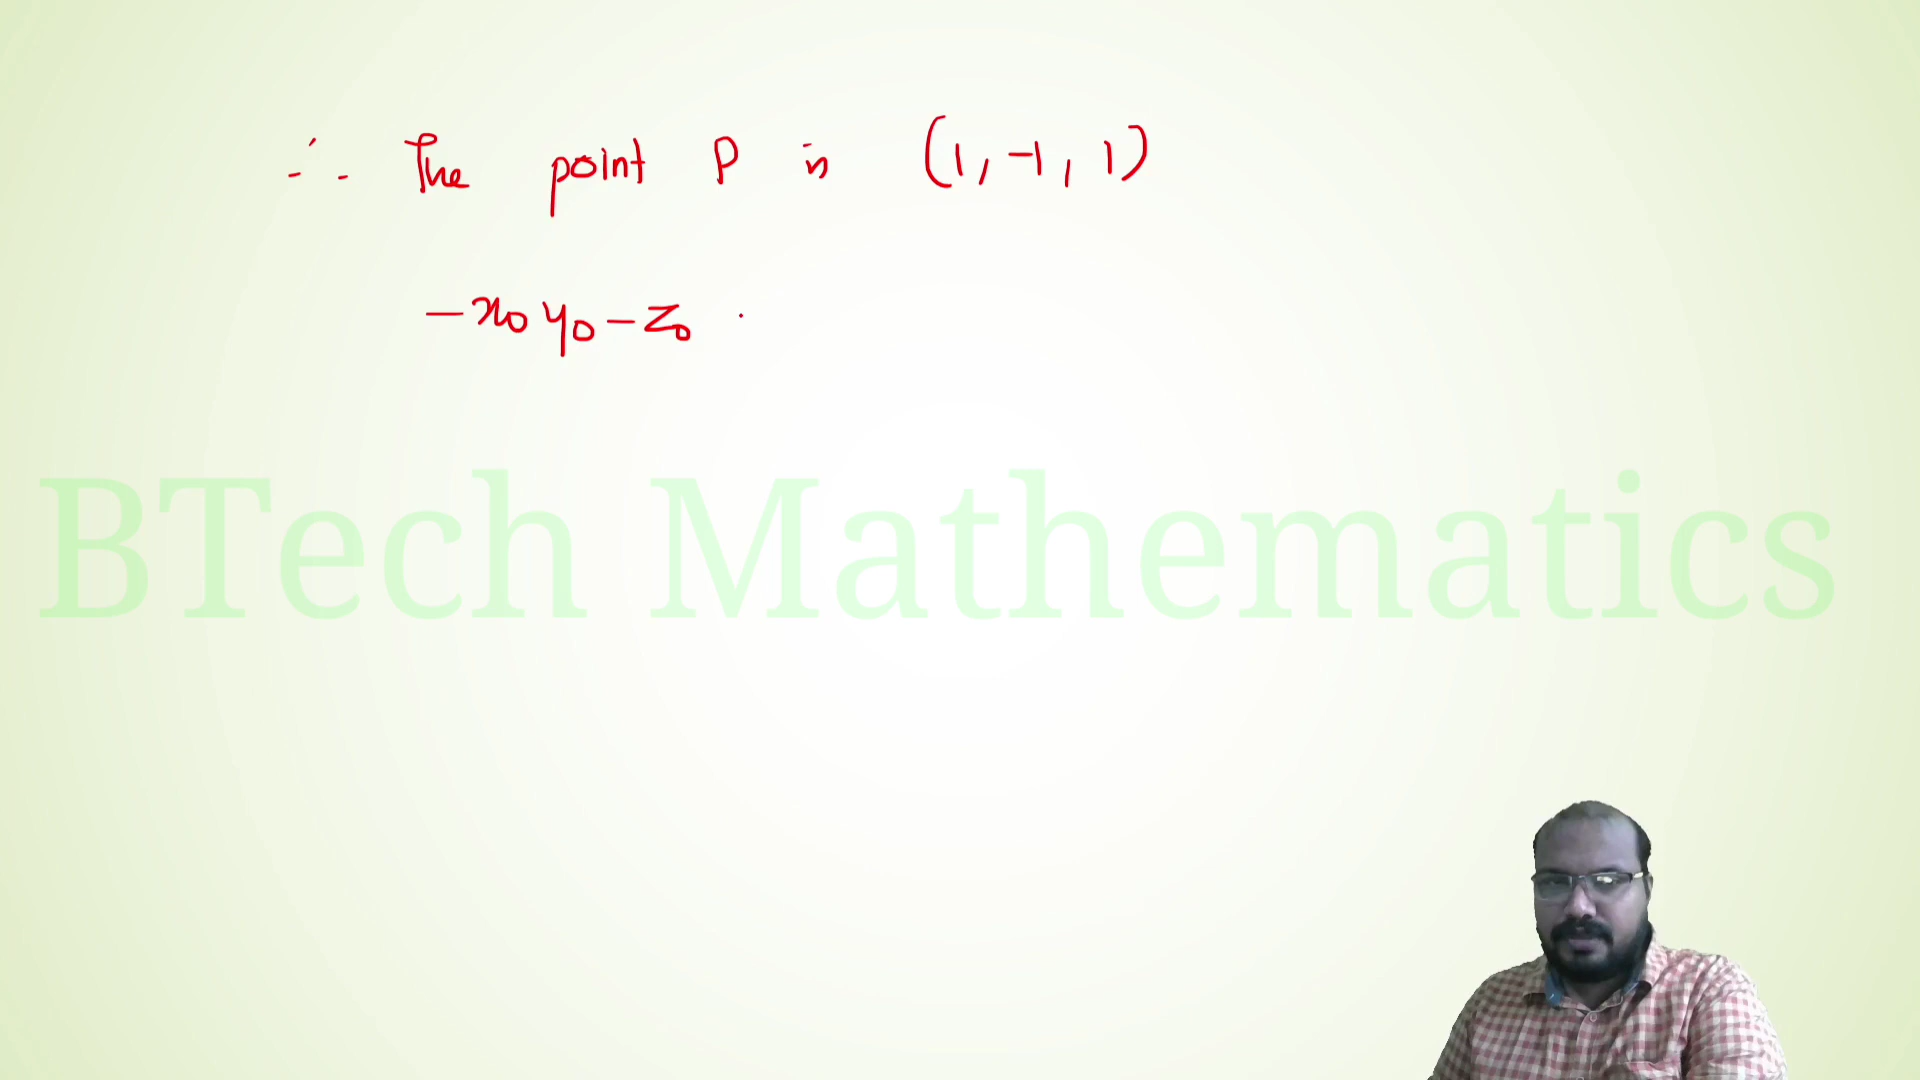 ∴ The point P is (1, -1, 1)
-x₀y₀-z₀
BTech Mathematics